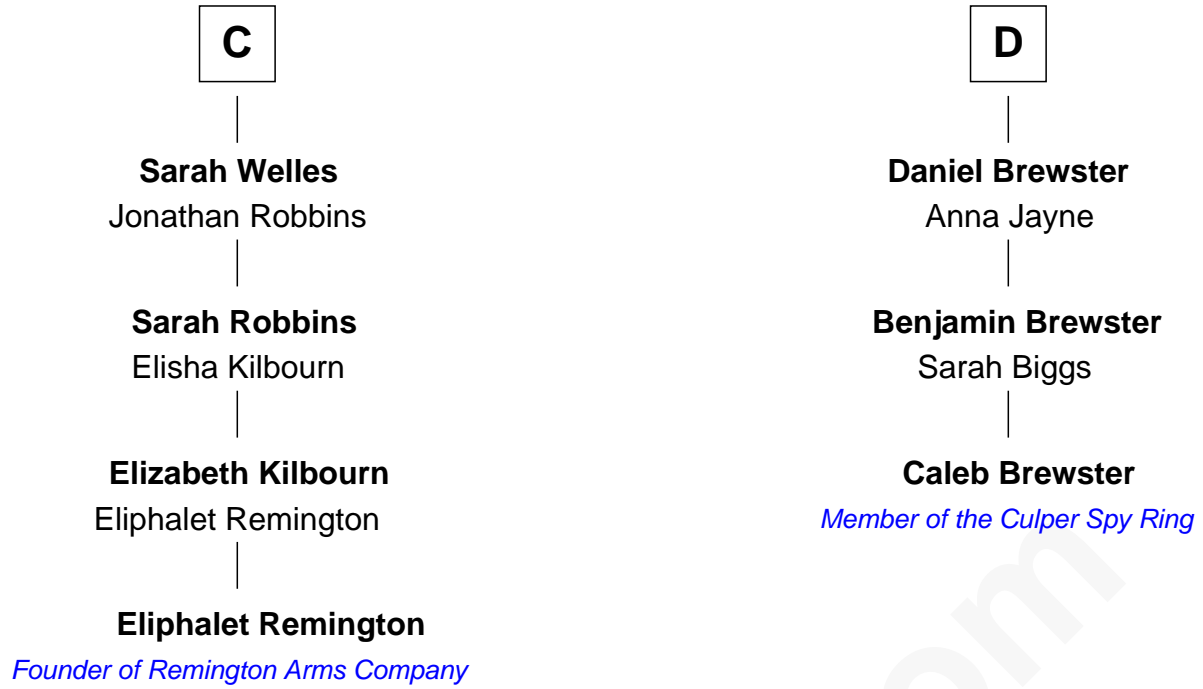 C
Sarah Welles
Jonathan Robbins
Sarah Robbins
Elisha Kilbourn
Elizabeth Kilbourn
Eliphalet Remington
Eliphalet Remington
Founder of Remington Arms Company
D
Daniel Brewster
Anna Jayne
Benjamin Brewster
Sarah Biggs
Caleb Brewster
Member of the Culper Spy Ring
om